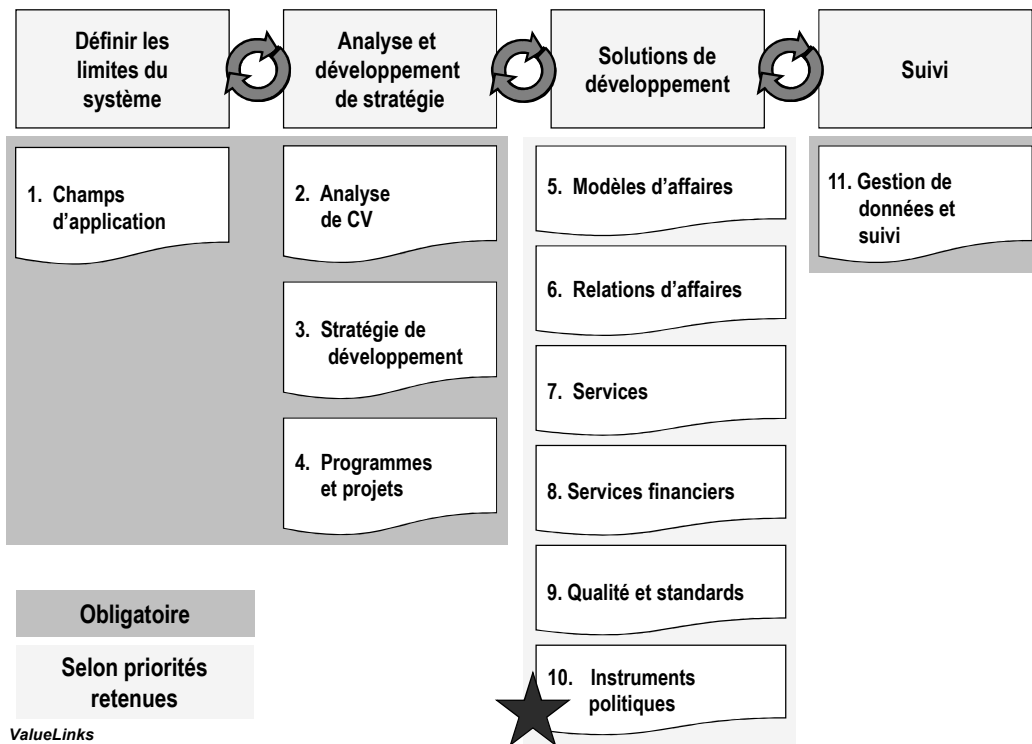 Définir les
limites du
système
Analyse et
développement
de stratégie
Solutions de
développement
Suivi
1. Champs
d'application
2. Analyse
de CV
3. Stratégie de
développement
4. Programmes
et projets
5. Modèles d'affaires
6. Relations d'affaires
7. Services
8. Services financiers
9. Qualité et standards
10. Instruments
politiques
11. Gestion de
données et
suivi
Obligatoire
Selon priorités
retenues
ValueLinks